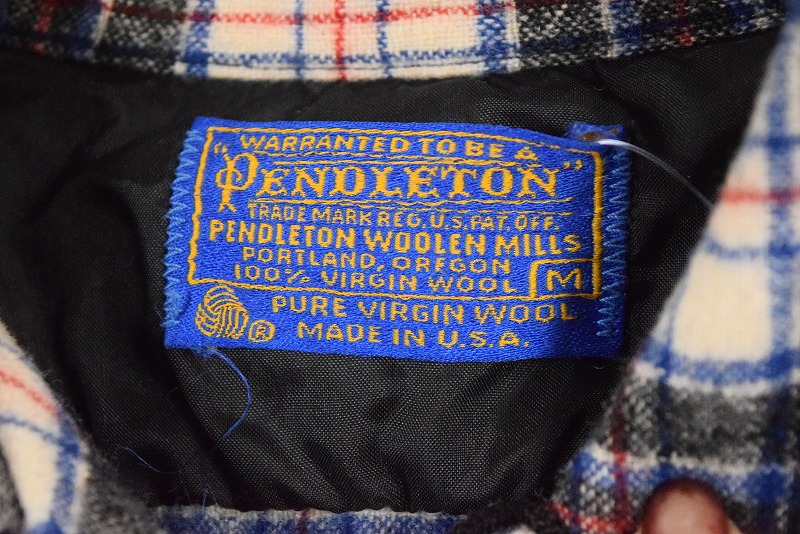 WARRANTED TO BE A
"PENDLETON"
TRADE MARK REG. U.S. PAT. OFF.
PENDLETON WOOLEN MILLS
PORTLAND, OREGON
100% VIRGIN WOOL M
PURE VIRGIN WOOL
® MADE IN U.S.A.